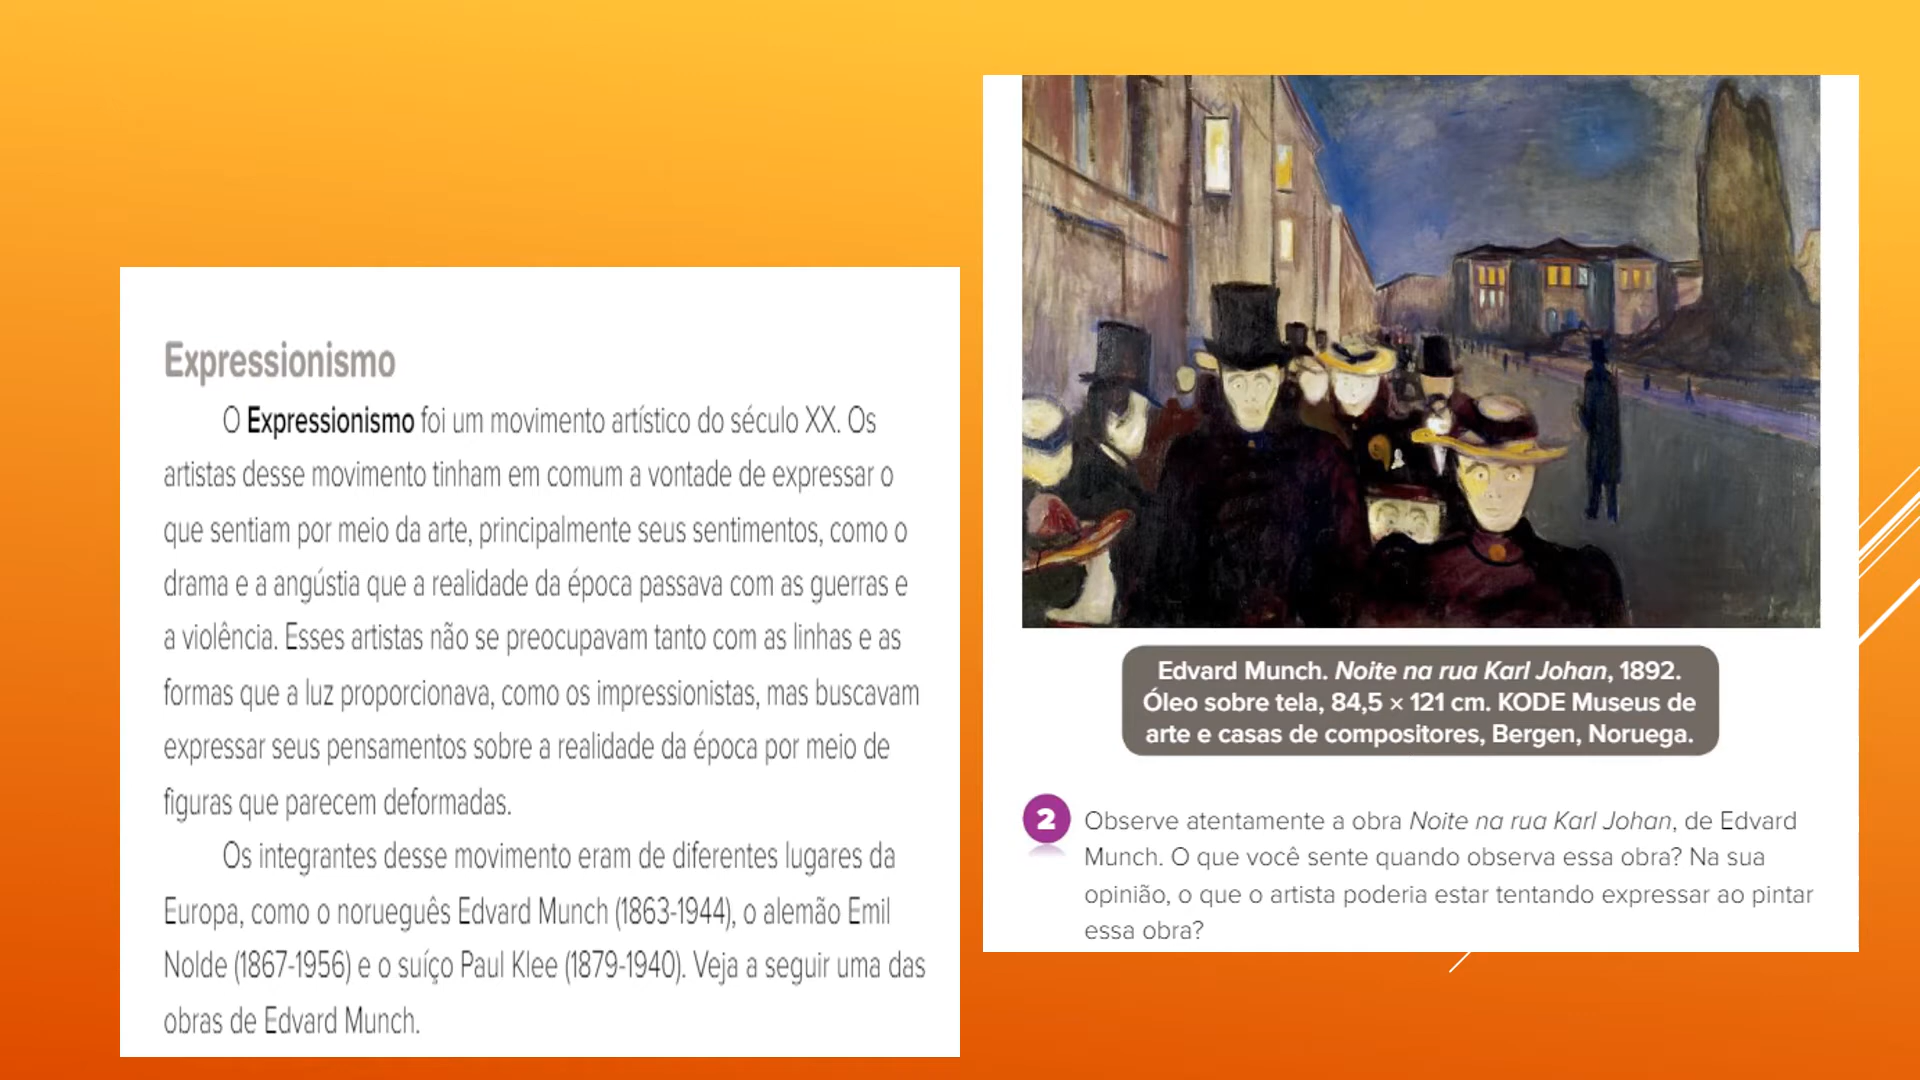 Expressionismo
O Expressionismo foi um movimento artístico do século XX. Os
artistas desse movimento tinham em comum a vontade de expressar o
que sentiam por meio da arte, principalmente seus sentimentos, como o
drama e a angústia que a realidade da época passava com as guerras e
a violência. Esses artistas não se preocupavam tanto com as linhas e as
formas que a luz proporcionava, como os impressionistas, mas buscavam
expressar seus pensamentos sobre a realidade da época por meio de
figuras que parecem deformadas.
Os integrantes desse movimento eram de diferentes lugares da
Europa, como o norueguês Edvard Munch (1863-1944), o alemão Emil
Nolde (1867-1956) e o suíço Paul Klee (1879-1940). Veja a seguir uma das
obras de Edvard Munch.
Edvard Munch. Noite na rua Karl Johan, 1892.
Óleo sobre tela, 84,5 × 121 cm. KODE Museus de
arte e casas de compositores, Bergen, Noruega.
2 Observe atentamente a obra Noite na rua Karl Johan, de Edvard
Munch. O que você sente quando observa essa obra? Na sua
opinião, o que o artista poderia estar tentando expressar ao pintar
essa obra?